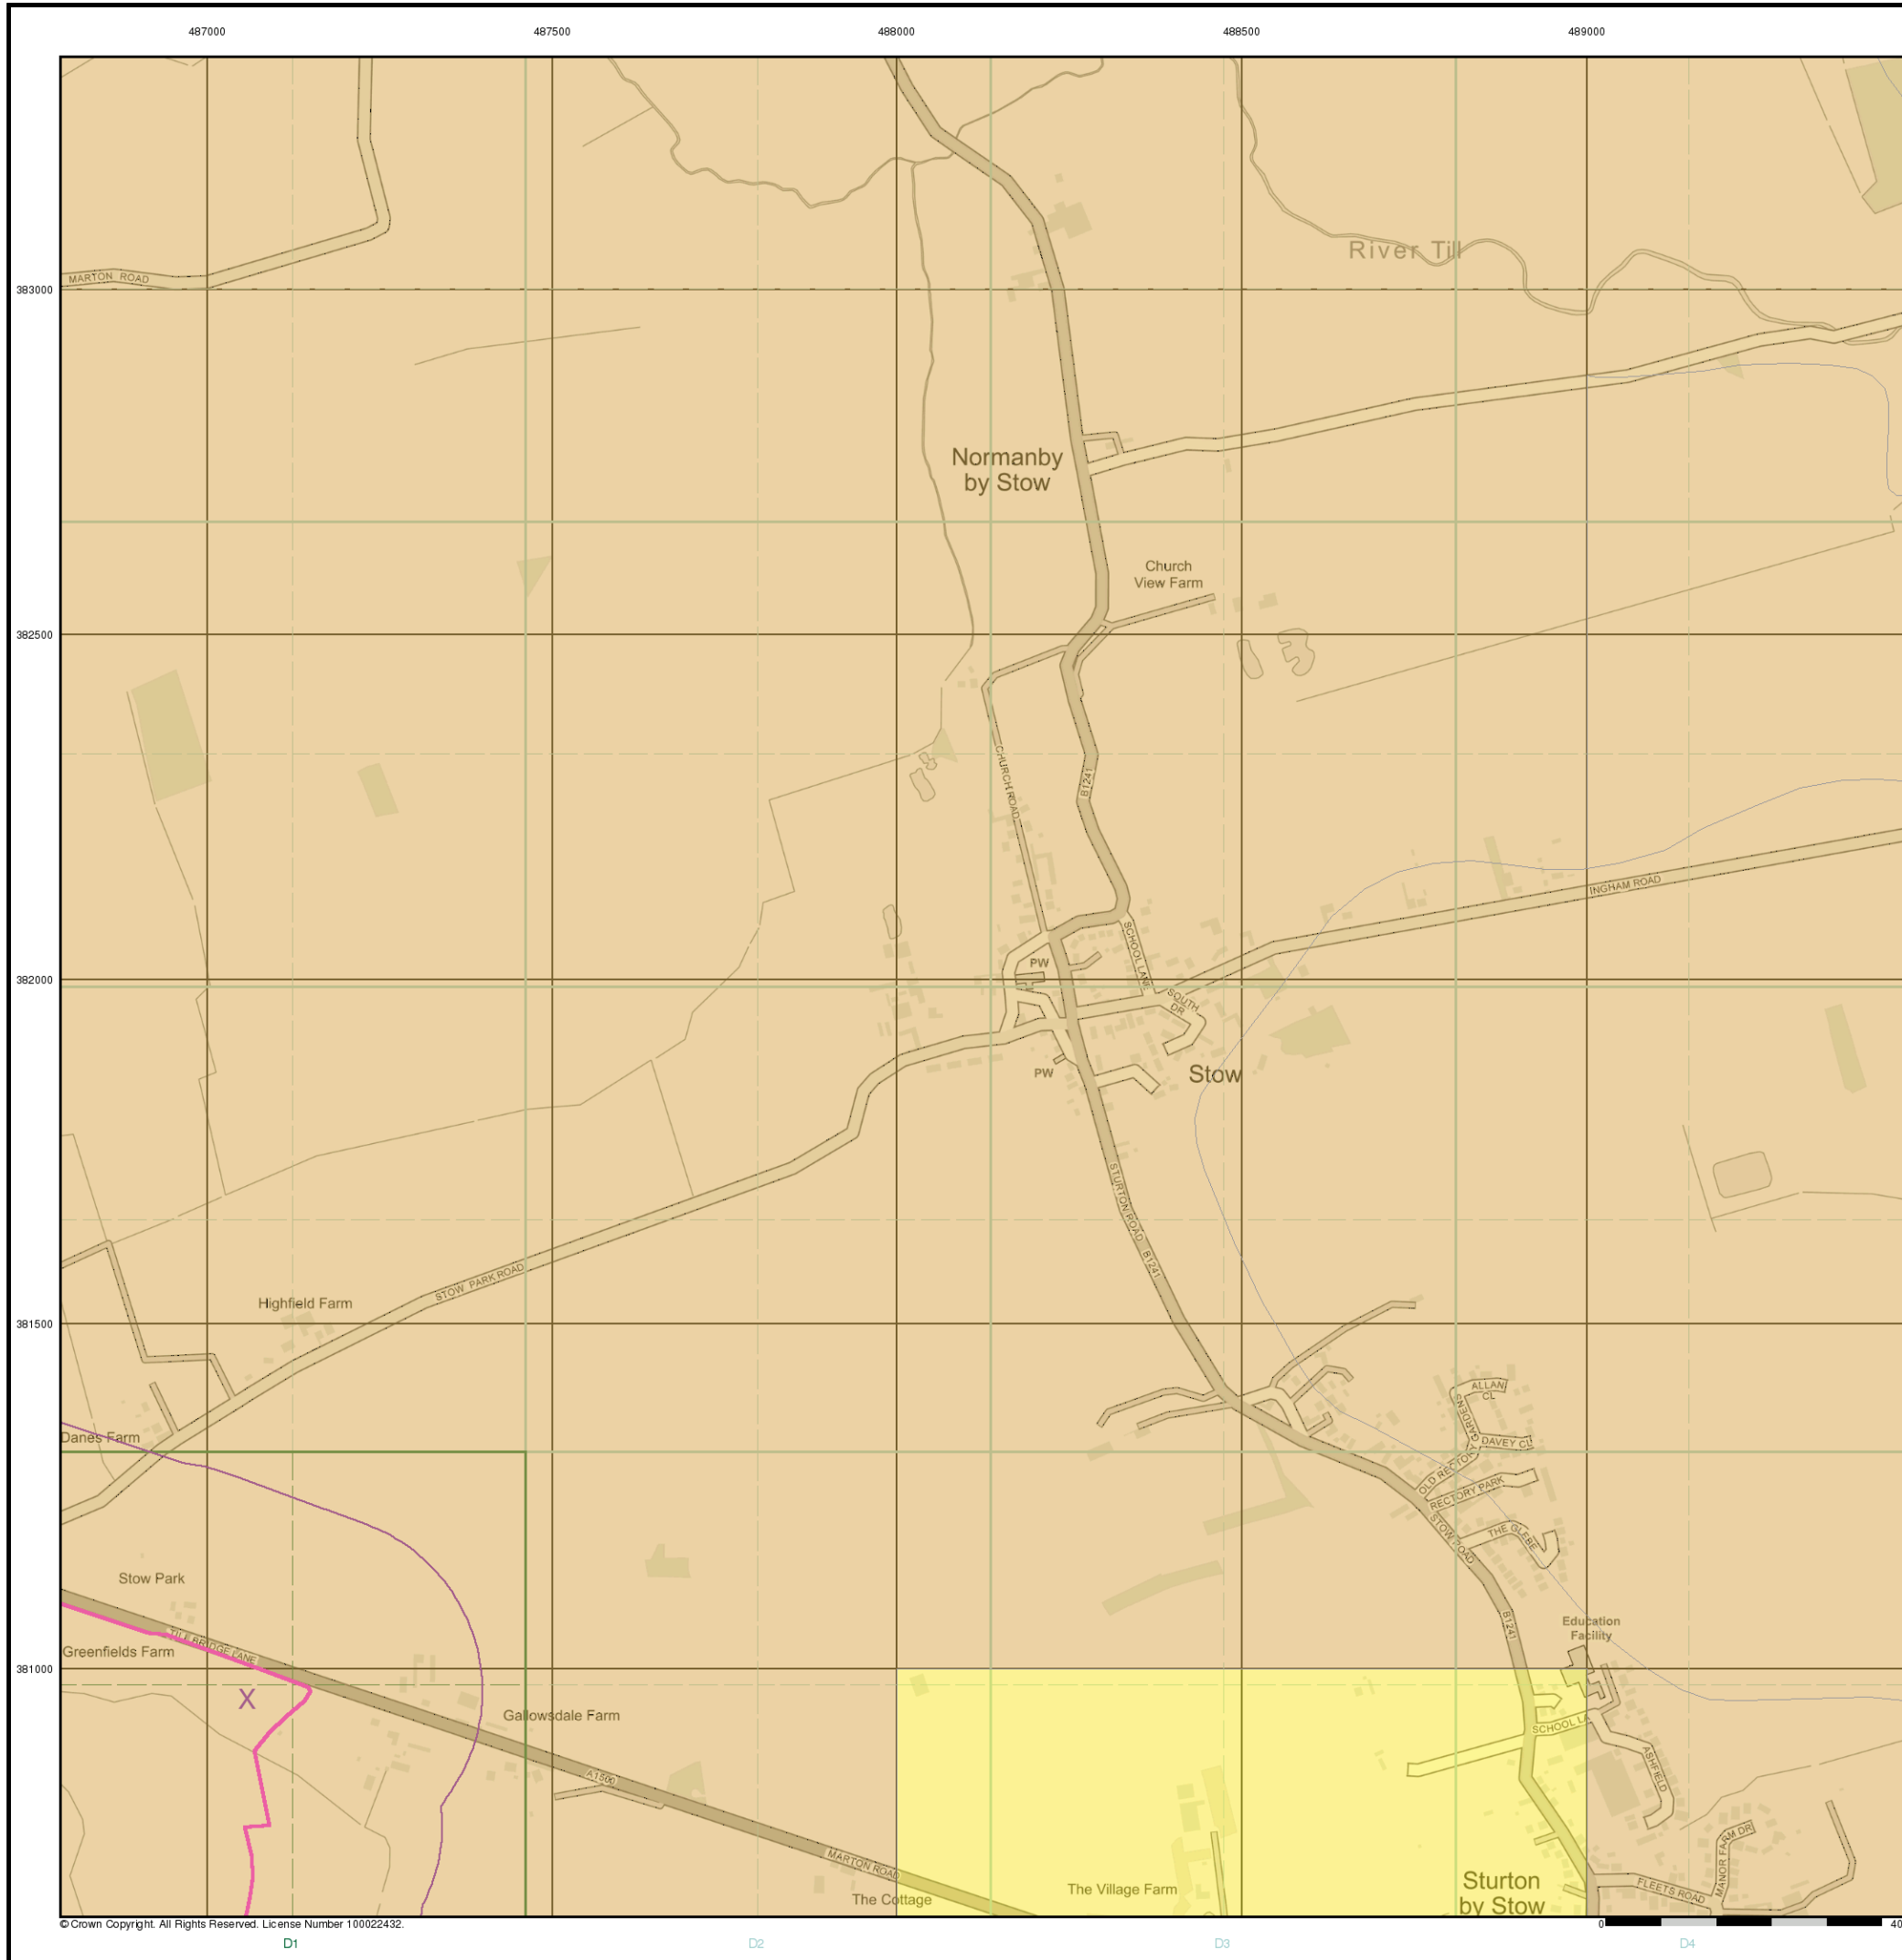 487000 487500 488000 488500 489000
River Till
MARTON ROAD
383000
Normanby
by Stow
Church
View Farm
382500
CHURCH ROAD
B1241
INGHAM ROAD
SCHOOL LANE
PW
382000
SOUTH
DR
PW
Stow
STURTON ROAD B1241
STOW PARK ROAD
Highfield Farm
381500
ALLAN
CL
GARDENS
DAVEY CL
Danes Farm
OLD RECTORY
RECTORY PARK
STOW ROAD
THE GLEBE
Stow Park
B1241
Education
Facility
TILLBRIDGE LANE
Greenfields Farm
381000
X
Gallowsdale Farm
SCHOOL LA
ASHFIELD
A1500
MANOR FARM DR
MARTON ROAD
The Village Farm
The Cottage
Sturton
by Stow
FLEETS ROAD
© Crown Copyright. All Rights Reserved. License Number 100022432.
0 40
D1 D2 D3 D4